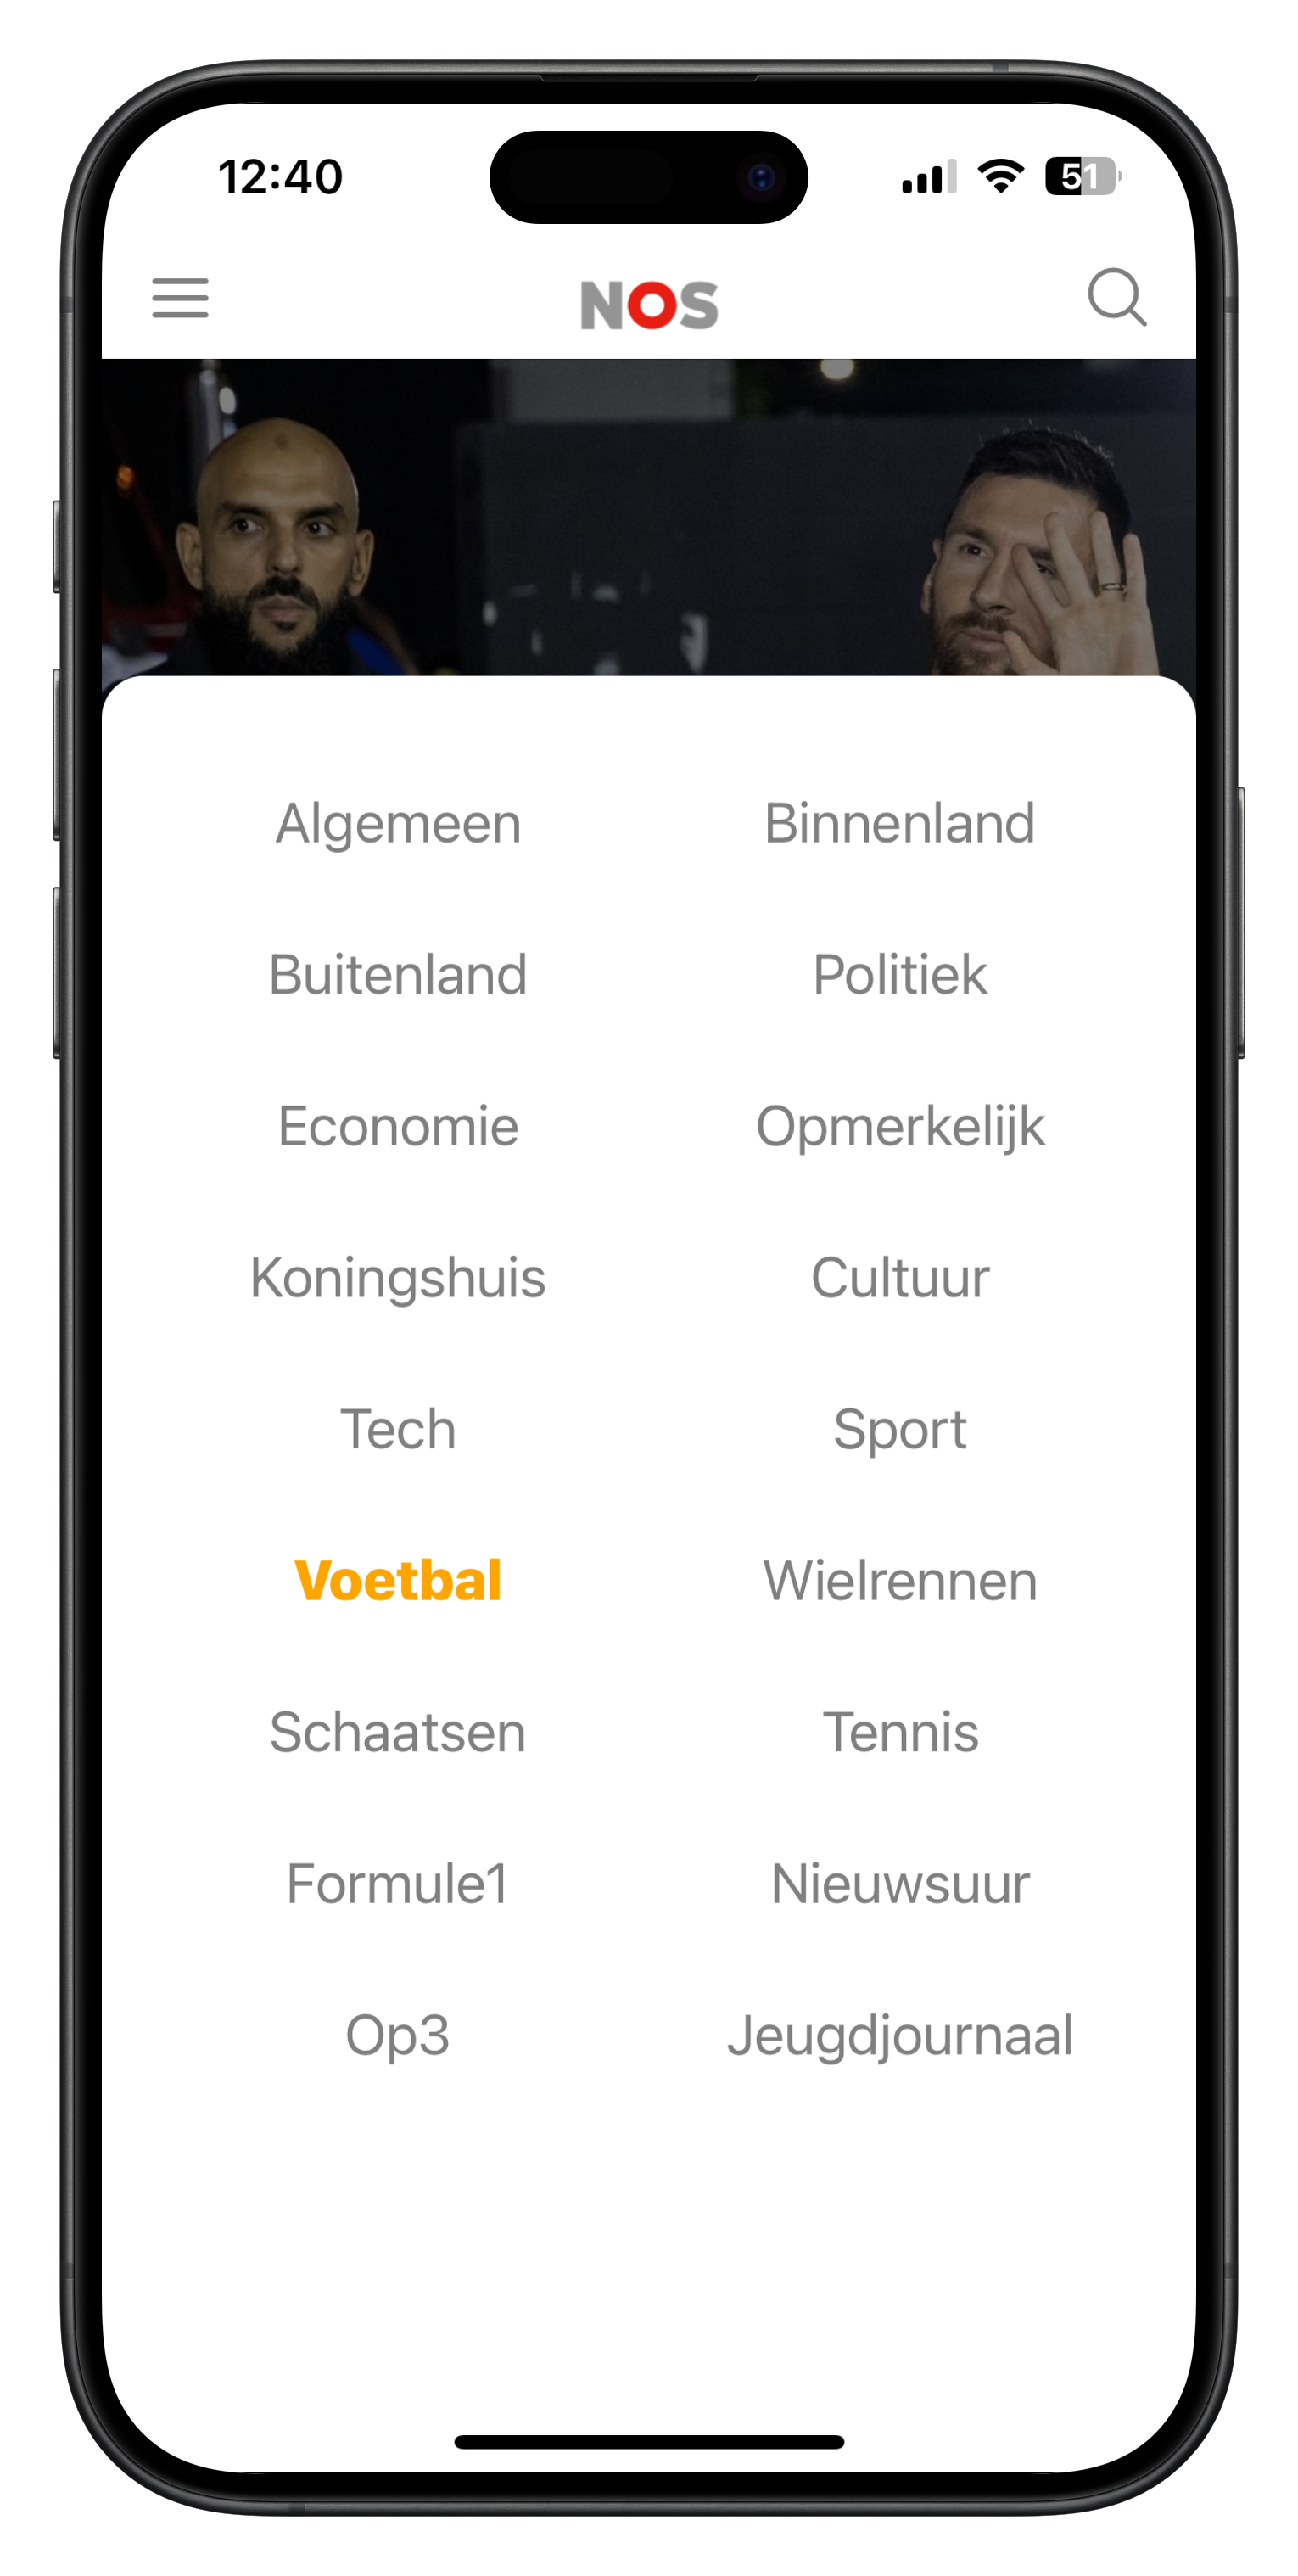 12:40
51
NOS
Algemeen
Binnenland
Buitenland
Politiek
Economie
Opmerkelijk
Koningshuis
Cultuur
Tech
Sport
Voetbal
Wielrennen
Schaatsen
Tennis
Formule1
Nieuwsuur
Op3
Jeugdjournaal